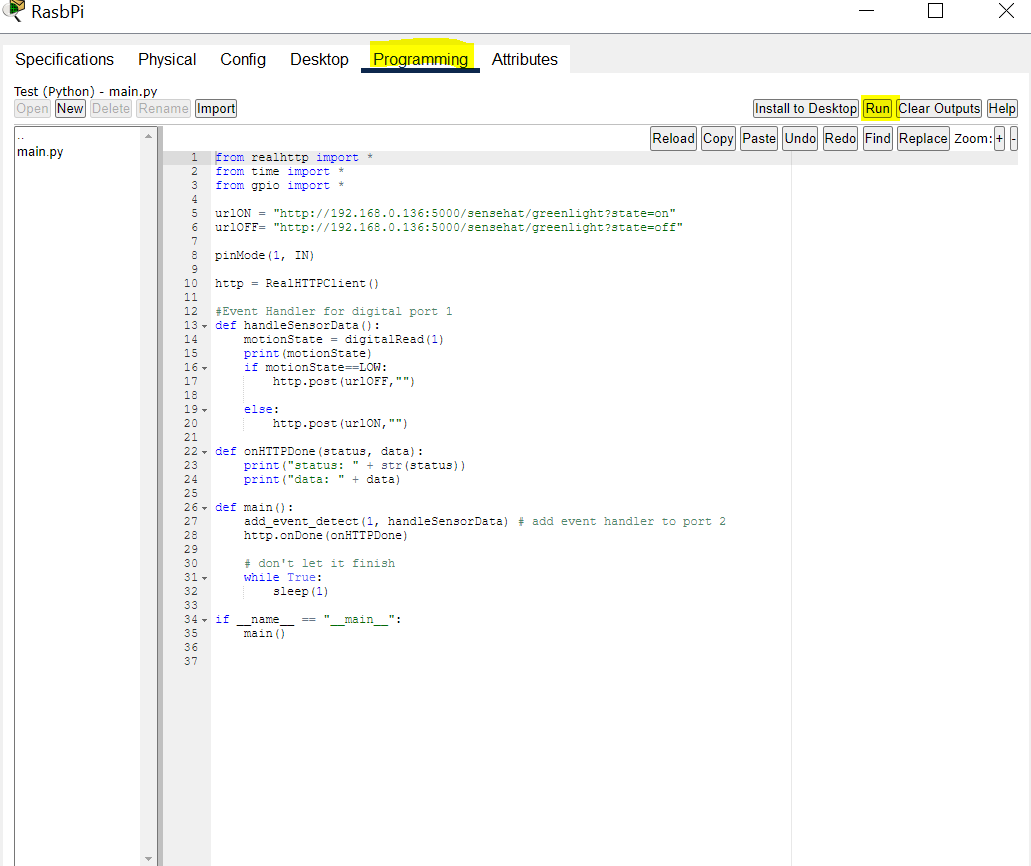 RasbPi
Specifications Physical Config Desktop Programming Attributes
Test (Python) - main.py
Open New Delete Rename Import Install to Desktop Run Clear Outputs Help
..
main.py
Reload Copy Paste Undo Redo Find Replace Zoom: + -
1 from realhttp import *
2 from time import *
3 from gpio import *
4
5 urlON = "http://192.168.0.136:5000/sensehat/greenlight?state=on"
6 urlOFF= "http://192.168.0.136:5000/sensehat/greenlight?state=off"
7
8 pinMode(1, IN)
9
10 http = RealHTTPClient()
11
12 #Event Handler for digital port 1
13 def handleSensorData():
14     motionState = digitalRead(1)
15     print(motionState)
16     if motionState==LOW:
17         http.post(urlOFF,"")
18
19     else:
20         http.post(urlON,"")
21
22 def onHTTPDone(status, data):
23     print("status: " + str(status))
24     print("data: " + data)
25
26 def main():
27     add_event_detect(1, handleSensorData) # add event handler to port 2
28     http.onDone(onHTTPDone)
29
30     # don't let it finish
31     while True:
32         sleep(1)
33
34 if __name__ == "__main__":
35     main()
36
37